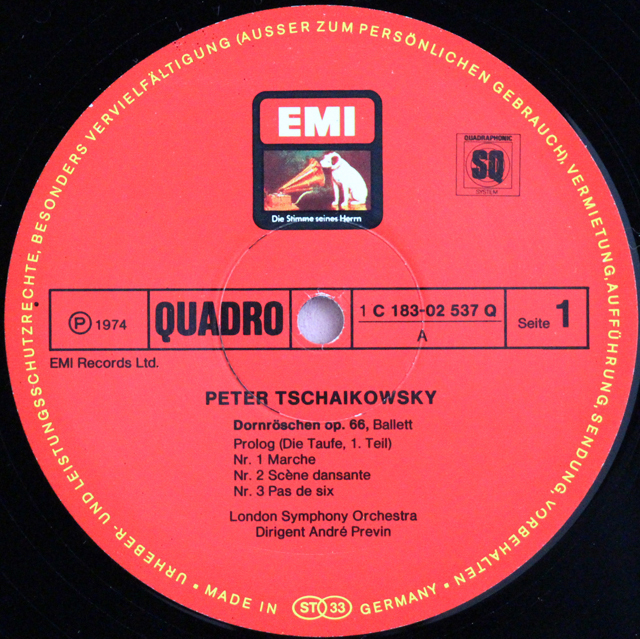 URHEBER- UND LEISTUNGSSCHUTZRECHTE, BESONDERS VERVIELFÄLTIGUNG (AUSSER ZUM PERSÖNLICHEN GEBRAUCH), VERMIETUNG, AUFFÜHRUNG, SENDUNG, VORBEHALTEN •
EMI
Die Stimme seines Herrn
QUADRAPHONIC
SQ
SYSTEM
Ⓟ 1974
QUADRO
1 C 183-02 537 Q
A
Seite 1
EMI Records Ltd.
PETER TSCHAIKOWSKY
Dornröschen op. 66, Ballett
Prolog (Die Taufe, 1. Teil)
Nr. 1 Marche
Nr. 2 Scène dansante
Nr. 3 Pas de six
London Symphony Orchestra
Dirigent André Previn
• MADE IN ST 33 GERMANY •